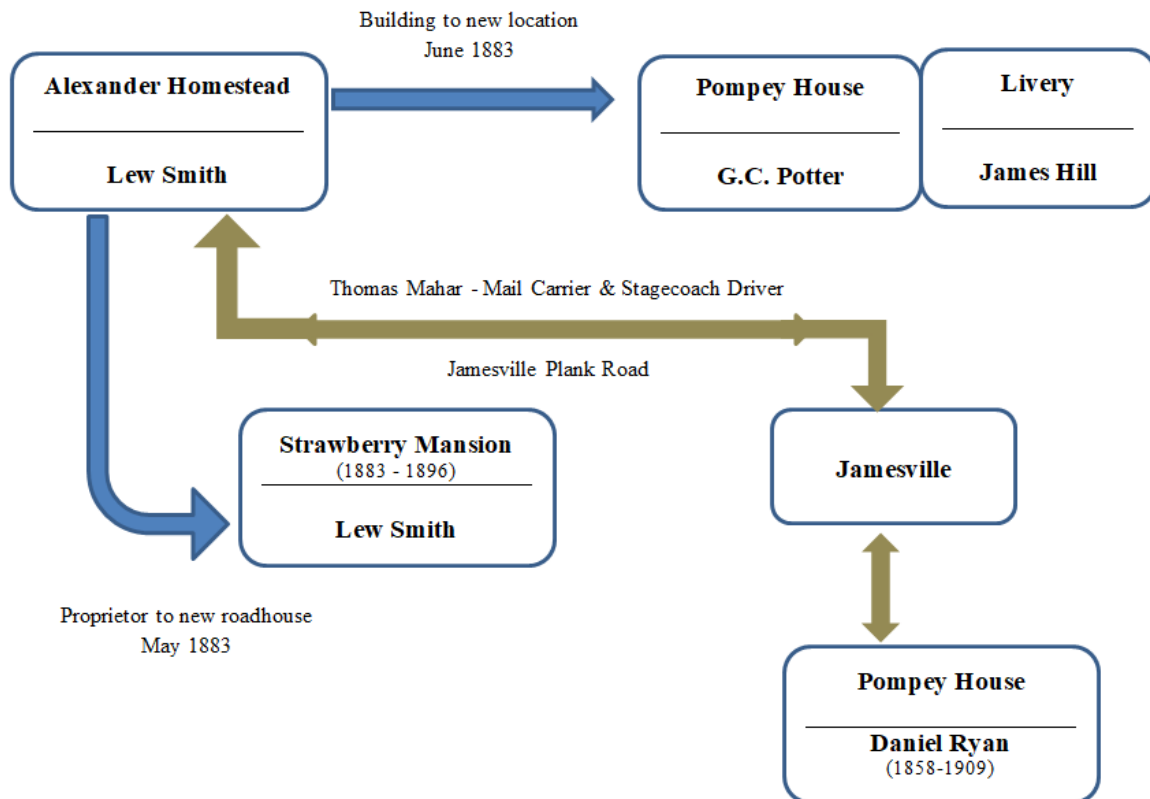 Building to new location
June 1883
Alexander Homestead
Lew Smith
Pompey House
G.C. Potter
Livery
James Hill
Thomas Mahar - Mail Carrier & Stagecoach Driver
Jamesville Plank Road
Strawberry Mansion
(1883 - 1896)
Lew Smith
Jamesville
Proprietor to new roadhouse
May 1883
Pompey House
Daniel Ryan
(1858-1909)